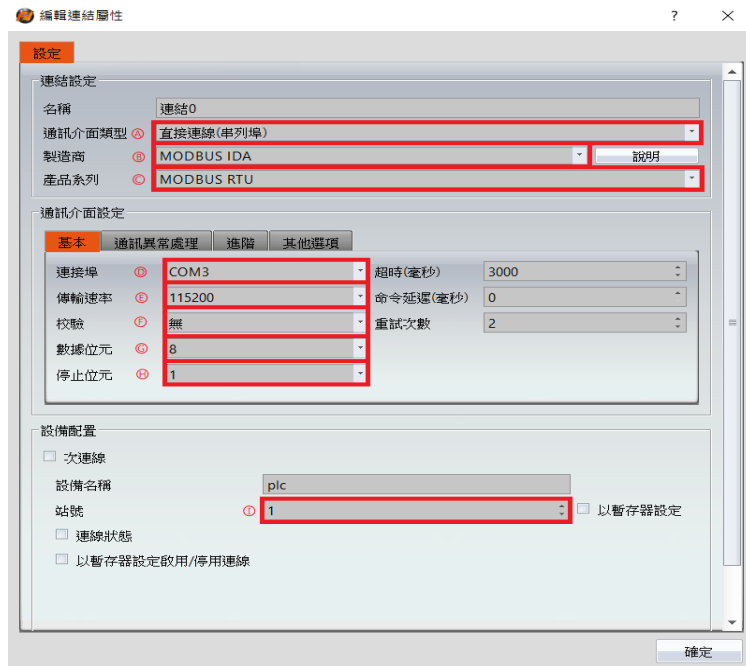 編輯連結屬性 ? ×
設定
連結設定
名稱 連結0
通訊介面類型 Ⓐ 直接連線(串列埠)
製造商 Ⓑ MODBUS IDA 說明
產品系列 Ⓒ MODBUS RTU
通訊介面設定
基本 通訊異常處理 進階 其他選項
連接埠 Ⓓ COM3 超時(毫秒) 3000
傳輸速率 Ⓔ 115200 命令延遲(毫秒) 0
校驗 Ⓕ 無 重試次數 2
數據位元 Ⓖ 8
停止位元 Ⓗ 1
設備配置
次連線
設備名稱 plc
站號 Ⓘ 1 以暫存器設定
連線狀態
以暫存器設定啟用/停用連線
確定